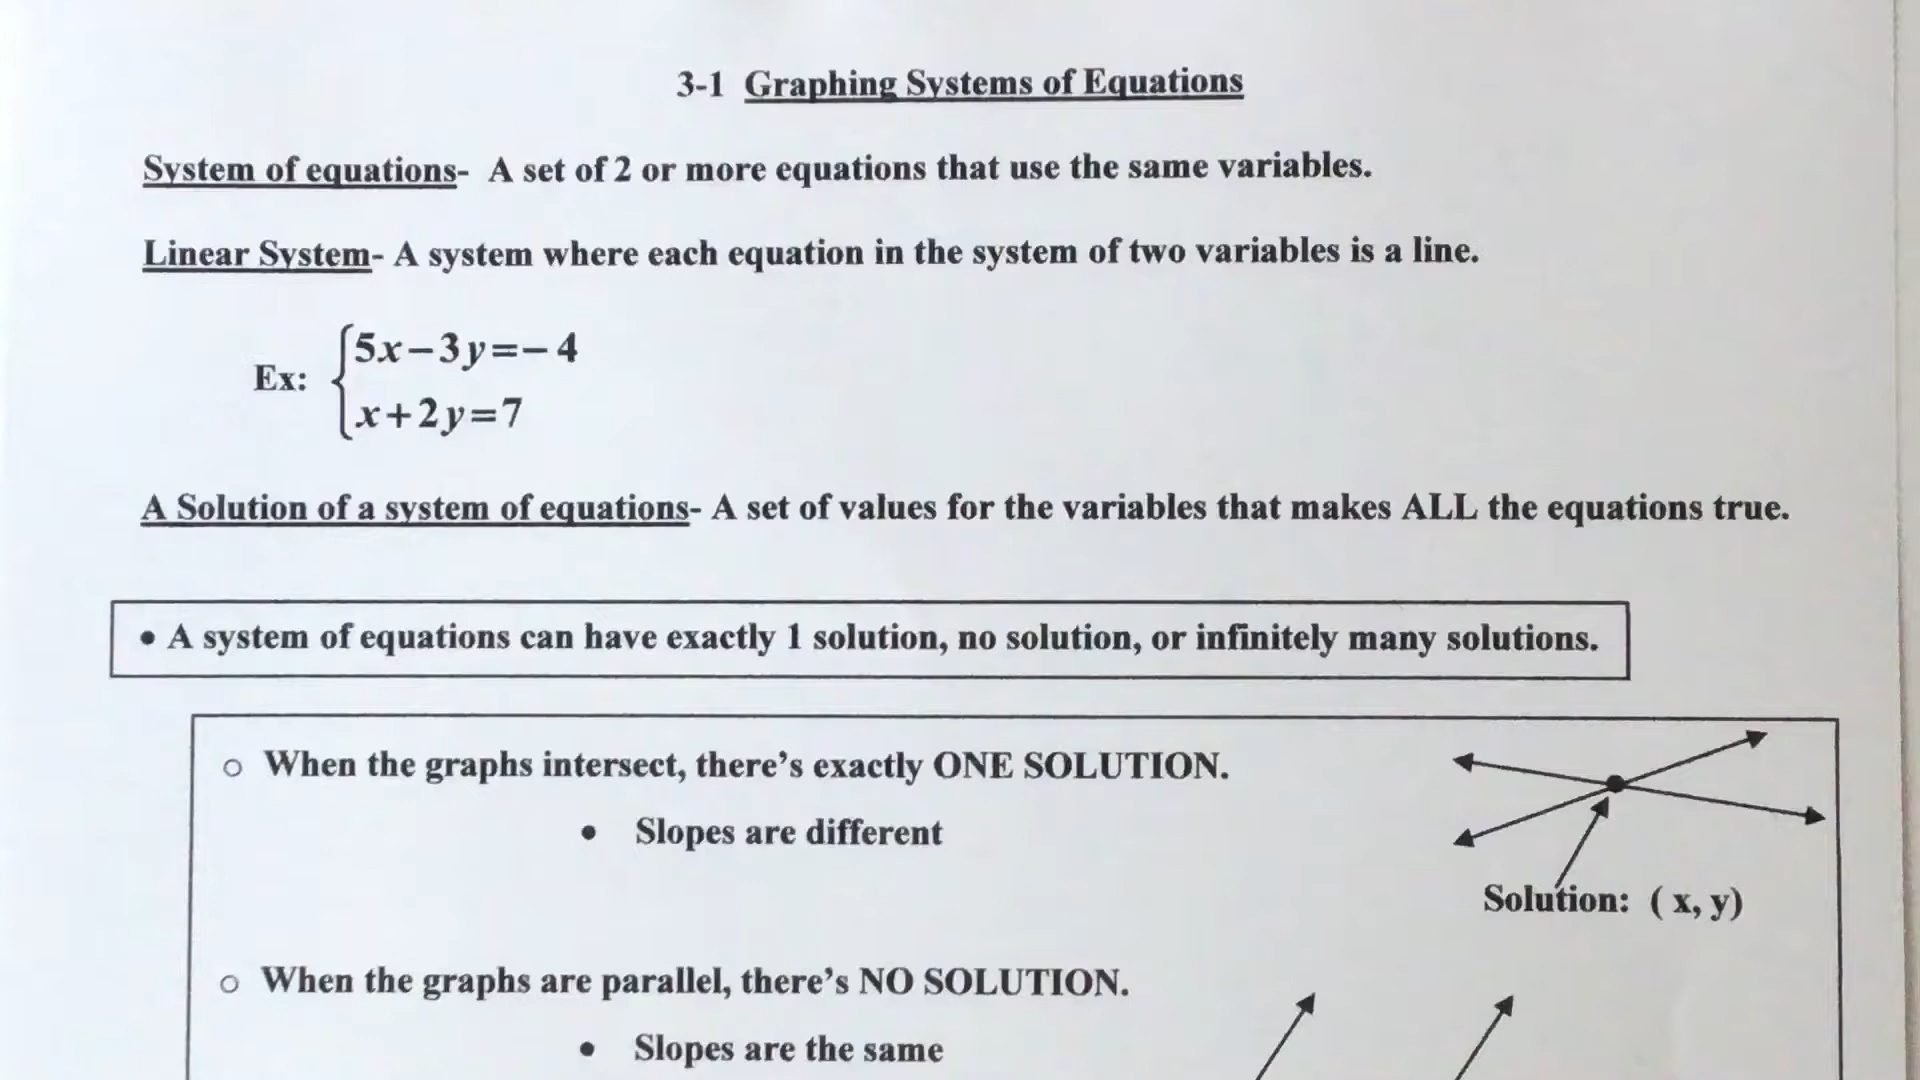 3-1 Graphing Systems of Equations
System of equations- A set of 2 or more equations that use the same variables.
Linear System- A system where each equation in the system of two variables is a line.
Ex: {5x-3y=-4
x+2y=7
A Solution of a system of equations- A set of values for the variables that makes ALL the equations true.
• A system of equations can have exactly 1 solution, no solution, or infinitely many solutions.
○ When the graphs intersect, there's exactly ONE SOLUTION.
• Slopes are different
Solution: ( x, y)
○ When the graphs are parallel, there's NO SOLUTION.
• Slopes are the same